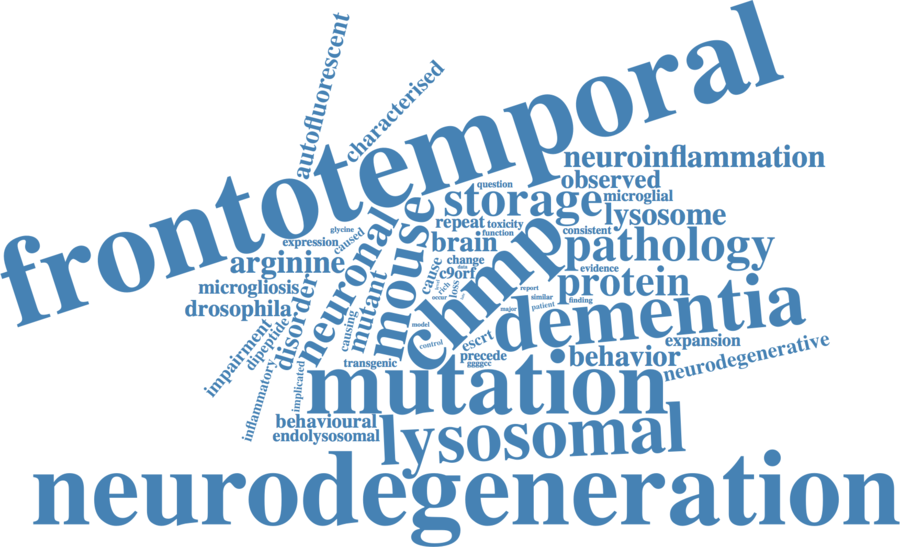 autofluorescent
characterised
frontotemporal
neuroinflammation
observed
question
storage
microglial
lysosome
repeat
toxicity
function
consistent
glycine
expression
caused
brain
pathology
arginine
neuronal
mouse
chmp
change
data
evidence
cause
c9orf
protein
microgliosis
disorder
mutant
rich
loss
report
occur
similar
finding
drosophila
major
patient
dementia
impairment
dipeptide
causing
model
control
escrt
expansion
inflammatory
implicated
transgenic
precede
ggggcc
behavior
neurodegenerative
mutation
behavioural
endolysosomal
lysosomal
neurodegeneration